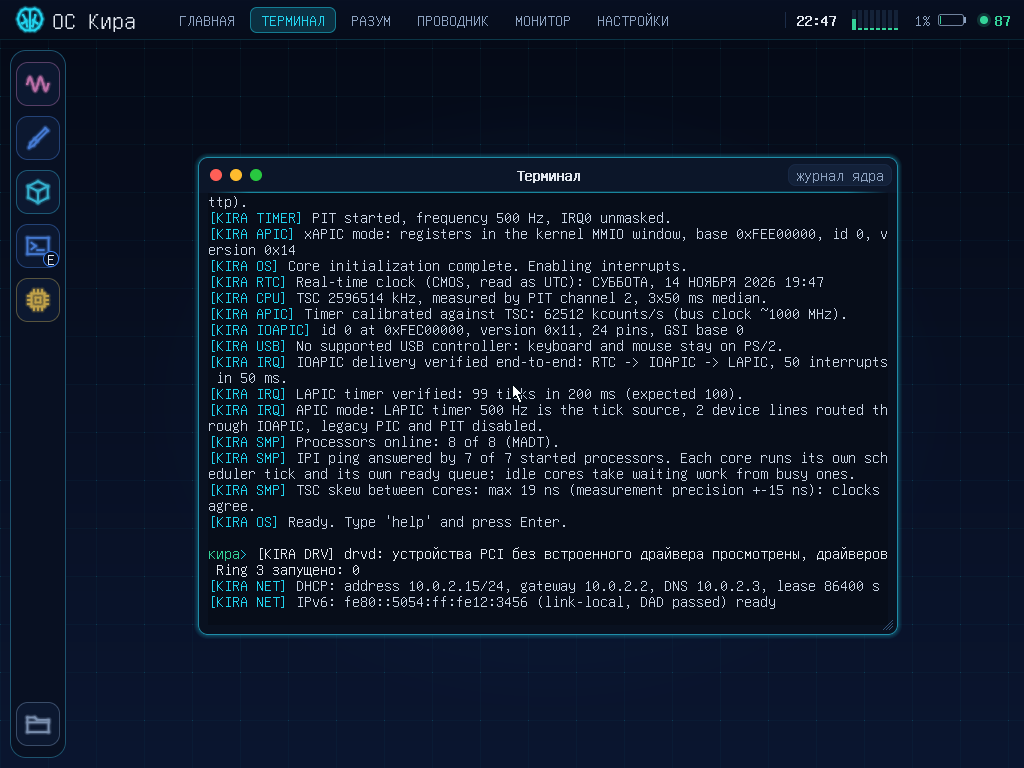 ОС Кира
ГЛАВНАЯ ТЕРМИНАЛ РАЗУМ ПРОВОДНИК МОНИТОР НАСТРОЙКИ
22:47 1% 87
E
Терминал
журнал ядра
ttp).
[KIRA TIMER] PIT started, frequency 500 Hz, IRQ0 unmasked.
[KIRA APIC] xAPIC mode: registers in the kernel MMIO window, base 0xFEE00000, id 0, v
ersion 0x14
[KIRA OS] Core initialization complete. Enabling interrupts.
[KIRA RTC] Real-time clock (CMOS, read as UTC): СУББОТА, 14 НОЯБРЯ 2026 19:47
[KIRA CPU] TSC 2596514 kHz, measured by PIT channel 2, 3x50 ms median.
[KIRA APIC] Timer calibrated against TSC: 62512 kcounts/s (bus clock ~1000 MHz).
[KIRA IOAPIC] id 0 at 0xFEC00000, version 0x11, 24 pins, GSI base 0
[KIRA USB] No supported USB controller: keyboard and mouse stay on PS/2.
[KIRA IRQ] IOAPIC delivery verified end-to-end: RTC -> IOAPIC -> LAPIC, 50 interrupts
in 50 ms.
[KIRA IRQ] LAPIC timer verified: 99 ticks in 200 ms (expected 100).
[KIRA IRQ] APIC mode: LAPIC timer 500 Hz is the tick source, 2 device lines routed th
rough IOAPIC, legacy PIC and PIT disabled.
[KIRA SMP] Processors online: 8 of 8 (MADT).
[KIRA SMP] IPI ping answered by 7 of 7 started processors. Each core runs its own sch
eduler tick and its own ready queue; idle cores take waiting work from busy ones.
[KIRA SMP] TSC skew between cores: max 19 ns (measurement precision +-15 ns): clocks
agree.
[KIRA OS] Ready. Type 'help' and press Enter.
кира> [KIRA DRV] drvd: устройства PCI без встроенного драйвера просмотрены, драйверов
Ring 3 запущено: 0
[KIRA NET] DHCP: address 10.0.2.15/24, gateway 10.0.2.2, DNS 10.0.2.3, lease 86400 s
[KIRA NET] IPv6: fe80::5054:ff:fe12:3456 (link-local, DAD passed) ready